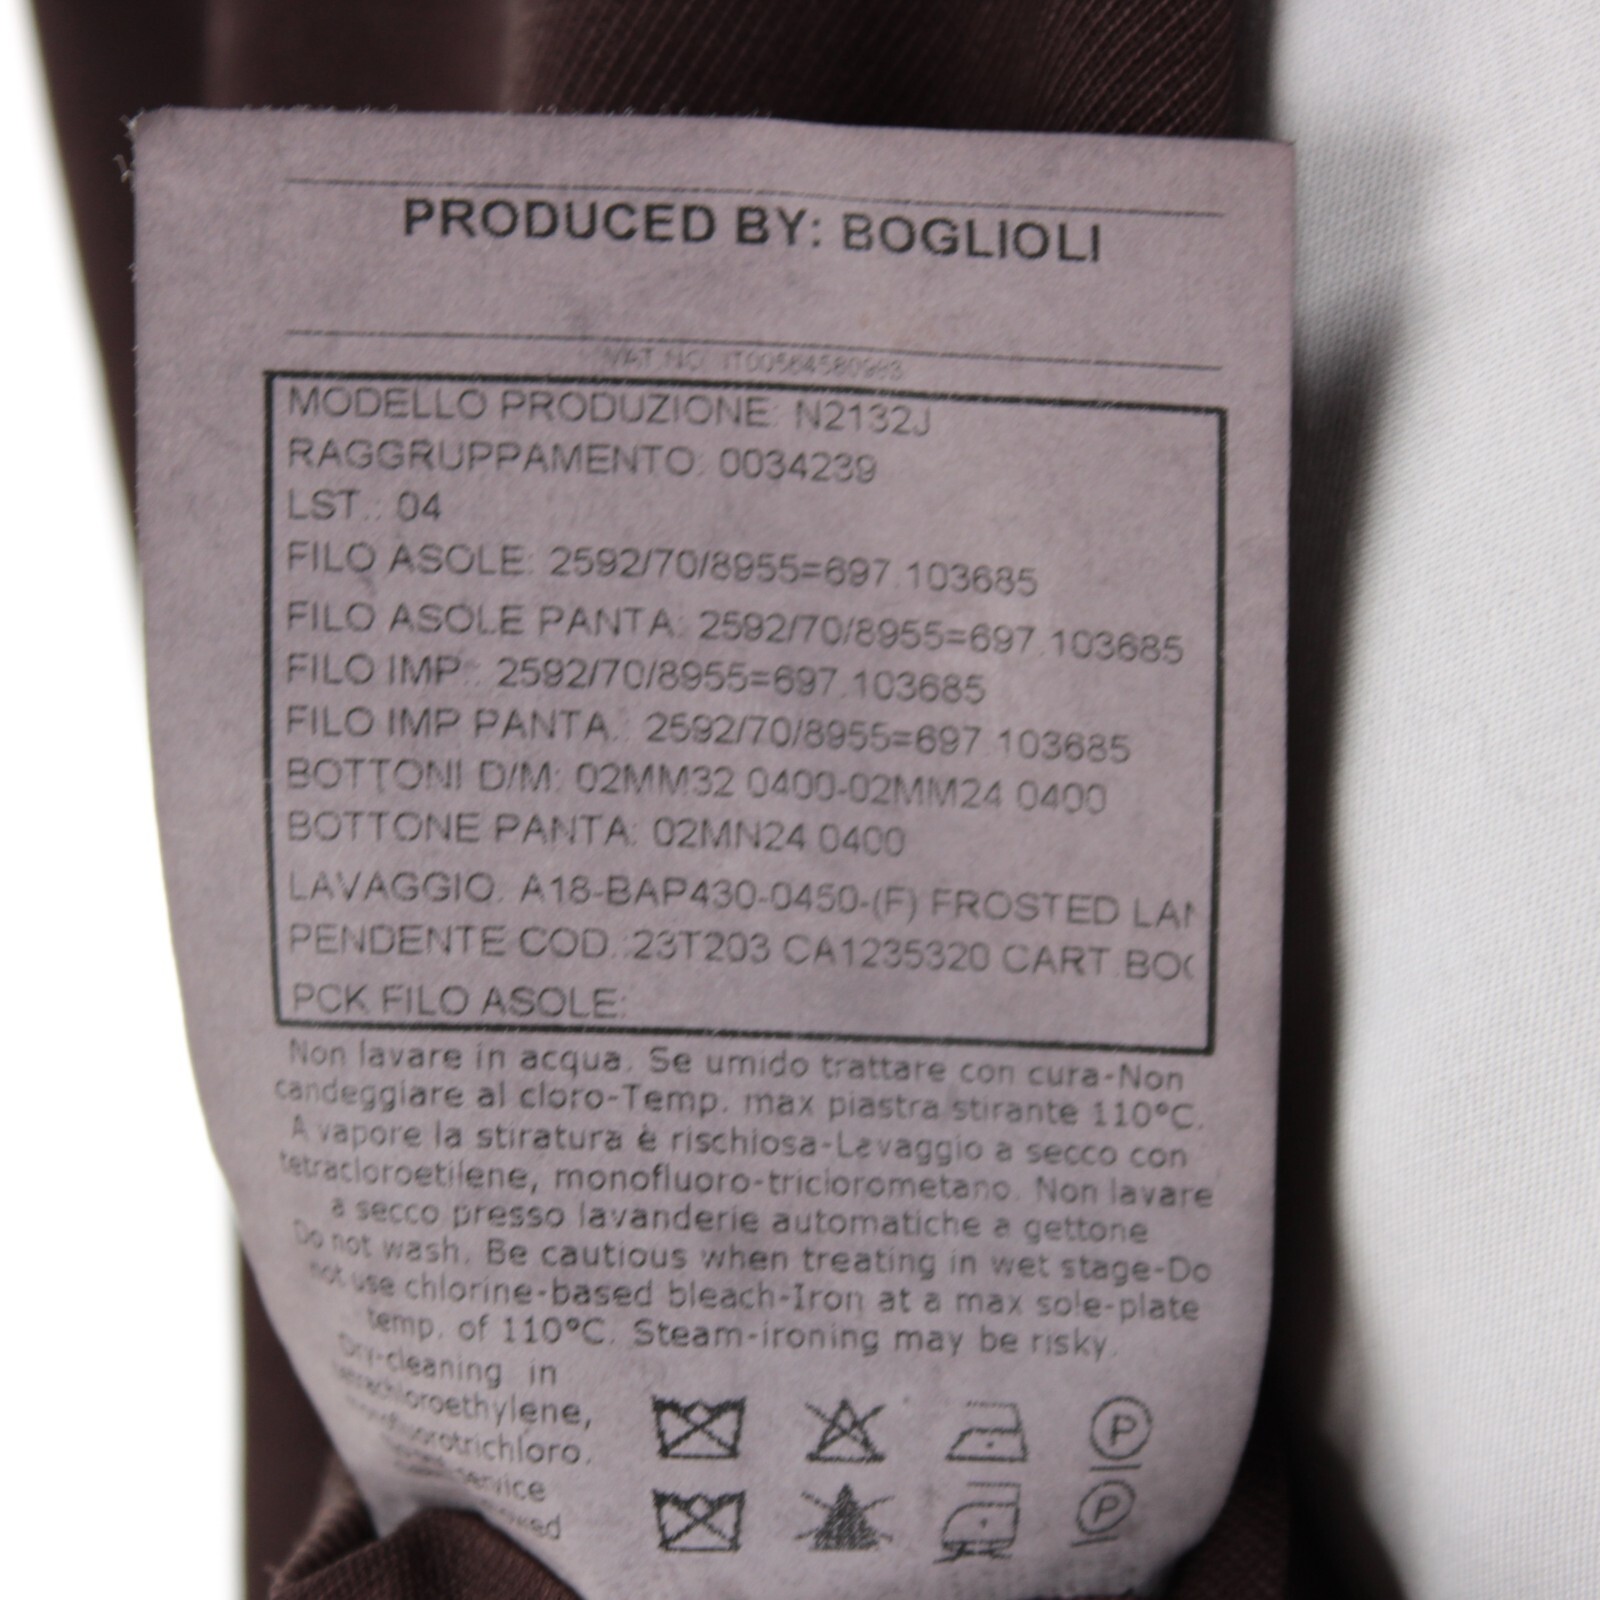 PRODUCED BY: BOGLIOLI
VAT NO. IT00564580983
MODELLO PRODUZIONE: N2132J
RAGGRUPPAMENTO: 0034239
LST.: 04
FILO ASOLE: 2592/70/8955=697.103685
FILO ASOLE PANTA: 2592/70/8955=697.103685
FILO IMP.: 2592/70/8955=697.103685
FILO IMP PANTA.: 2592/70/8955=697.103685
BOTTONI D/M: 02MM32 0400-02MM24 0400
BOTTONE PANTA: 02MN24 0400
LAVAGGIO: A18-BAP430-0450-(F) FROSTED LAN
PENDENTE COD.:23T203 CA1235320 CART.BOG
PCK FILO ASOLE:
Non lavare in acqua. Se umido trattare con cura-Non
candeggiare al cloro-Temp. max piastra stirante 110°C.
A vapore la stiratura è rischiosa-Lavaggio a secco con
tetracloroetilene, monofluoro-triclorometano. Non lavare
a secco presso lavanderie automatiche a gettone
Do not wash. Be cautious when treating in wet stage-Do
not use chlorine-based bleach-Iron at a max sole-plate
temp. of 110°C. Steam-ironing may be risky.
Dry-cleaning in
tetrachloroethylene,
monofluorotrichloro.
service
P
P